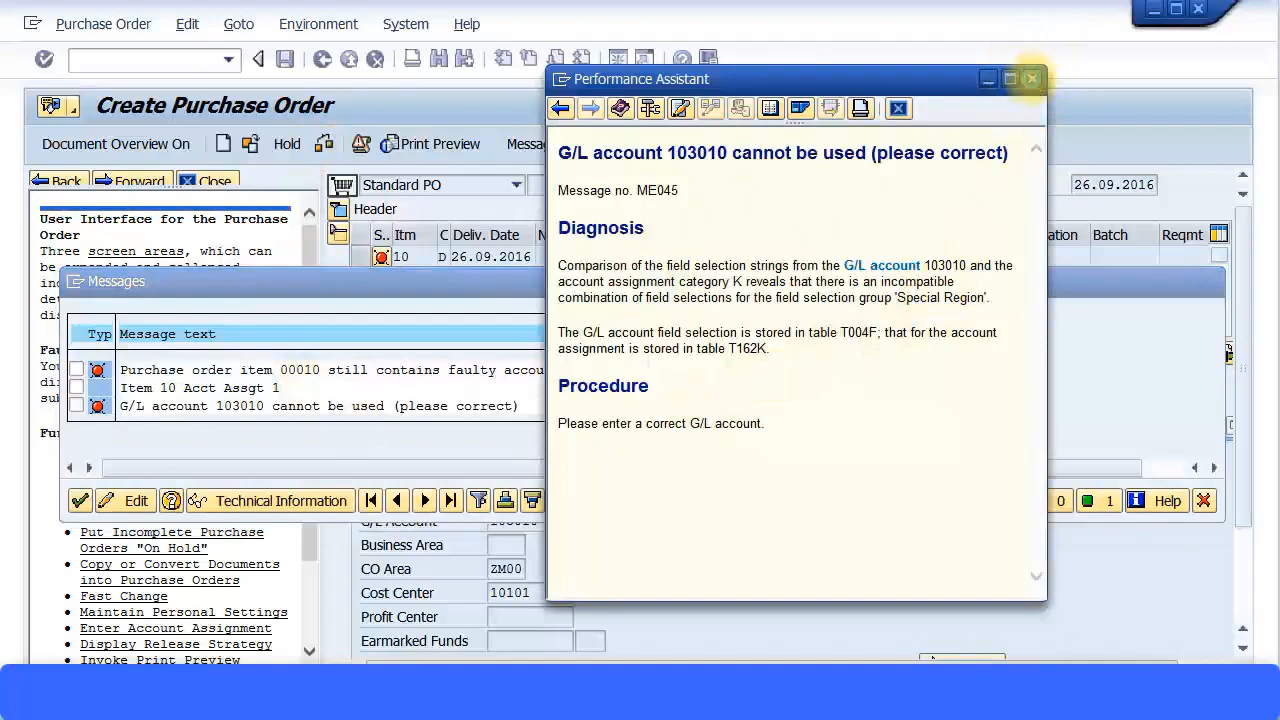 Purchase Order Edit Goto Environment System Help
Create Purchase Order
Document Overview On Hold Print Preview Messa
Back Forward Close
User Interface for the Purchase
Order
Three screen areas, which can
Standard PO 26.09.2016
Header
S.. Itm C Deliv. Date ation Batch Reqmt
10 D 26.09.2016
Messages
Typ Message text
Purchase order item 00010 still contains faulty accou
Item 10 Acct Assgt 1
G/L account 103010 cannot be used (please correct)
Edit Technical Information 0 1 Help
Put Incomplete Purchase
Orders "On Hold"
Copy or Convert Documents
into Purchase Orders
Fast Change
Maintain Personal Settings
Enter Account Assignment
Display Release Strategy
Invoke Print Preview
G/L Account 103010
Business Area
CO Area ZM00
Cost Center 10101
Profit Center
Earmarked Funds
Performance Assistant
G/L account 103010 cannot be used (please correct)
Message no. ME045
Diagnosis
Comparison of the field selection strings from the G/L account 103010 and the
account assignment category K reveals that there is an incompatible
combination of field selections for the field selection group 'Special Region'.
The G/L account field selection is stored in table T004F; that for the account
assignment is stored in table T162K.
Procedure
Please enter a correct G/L account.